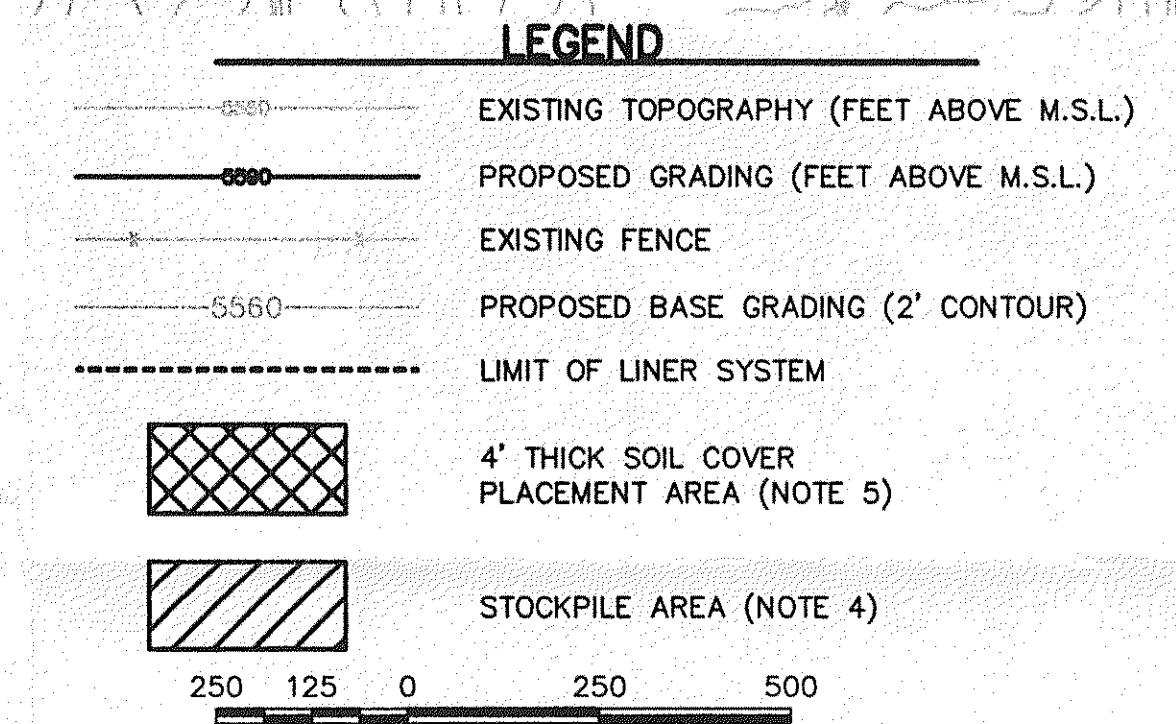 LEGEND
5560 EXISTING TOPOGRAPHY (FEET ABOVE M.S.L.)
PROPOSED GRADING (FEET ABOVE M.S.L.)
EXISTING FENCE
5560 PROPOSED BASE GRADING (2' CONTOUR)
LIMIT OF LINER SYSTEM
4' THICK SOIL COVER
PLACEMENT AREA (NOTE 5)
STOCKPILE AREA (NOTE 4)
250 125 0 250 500